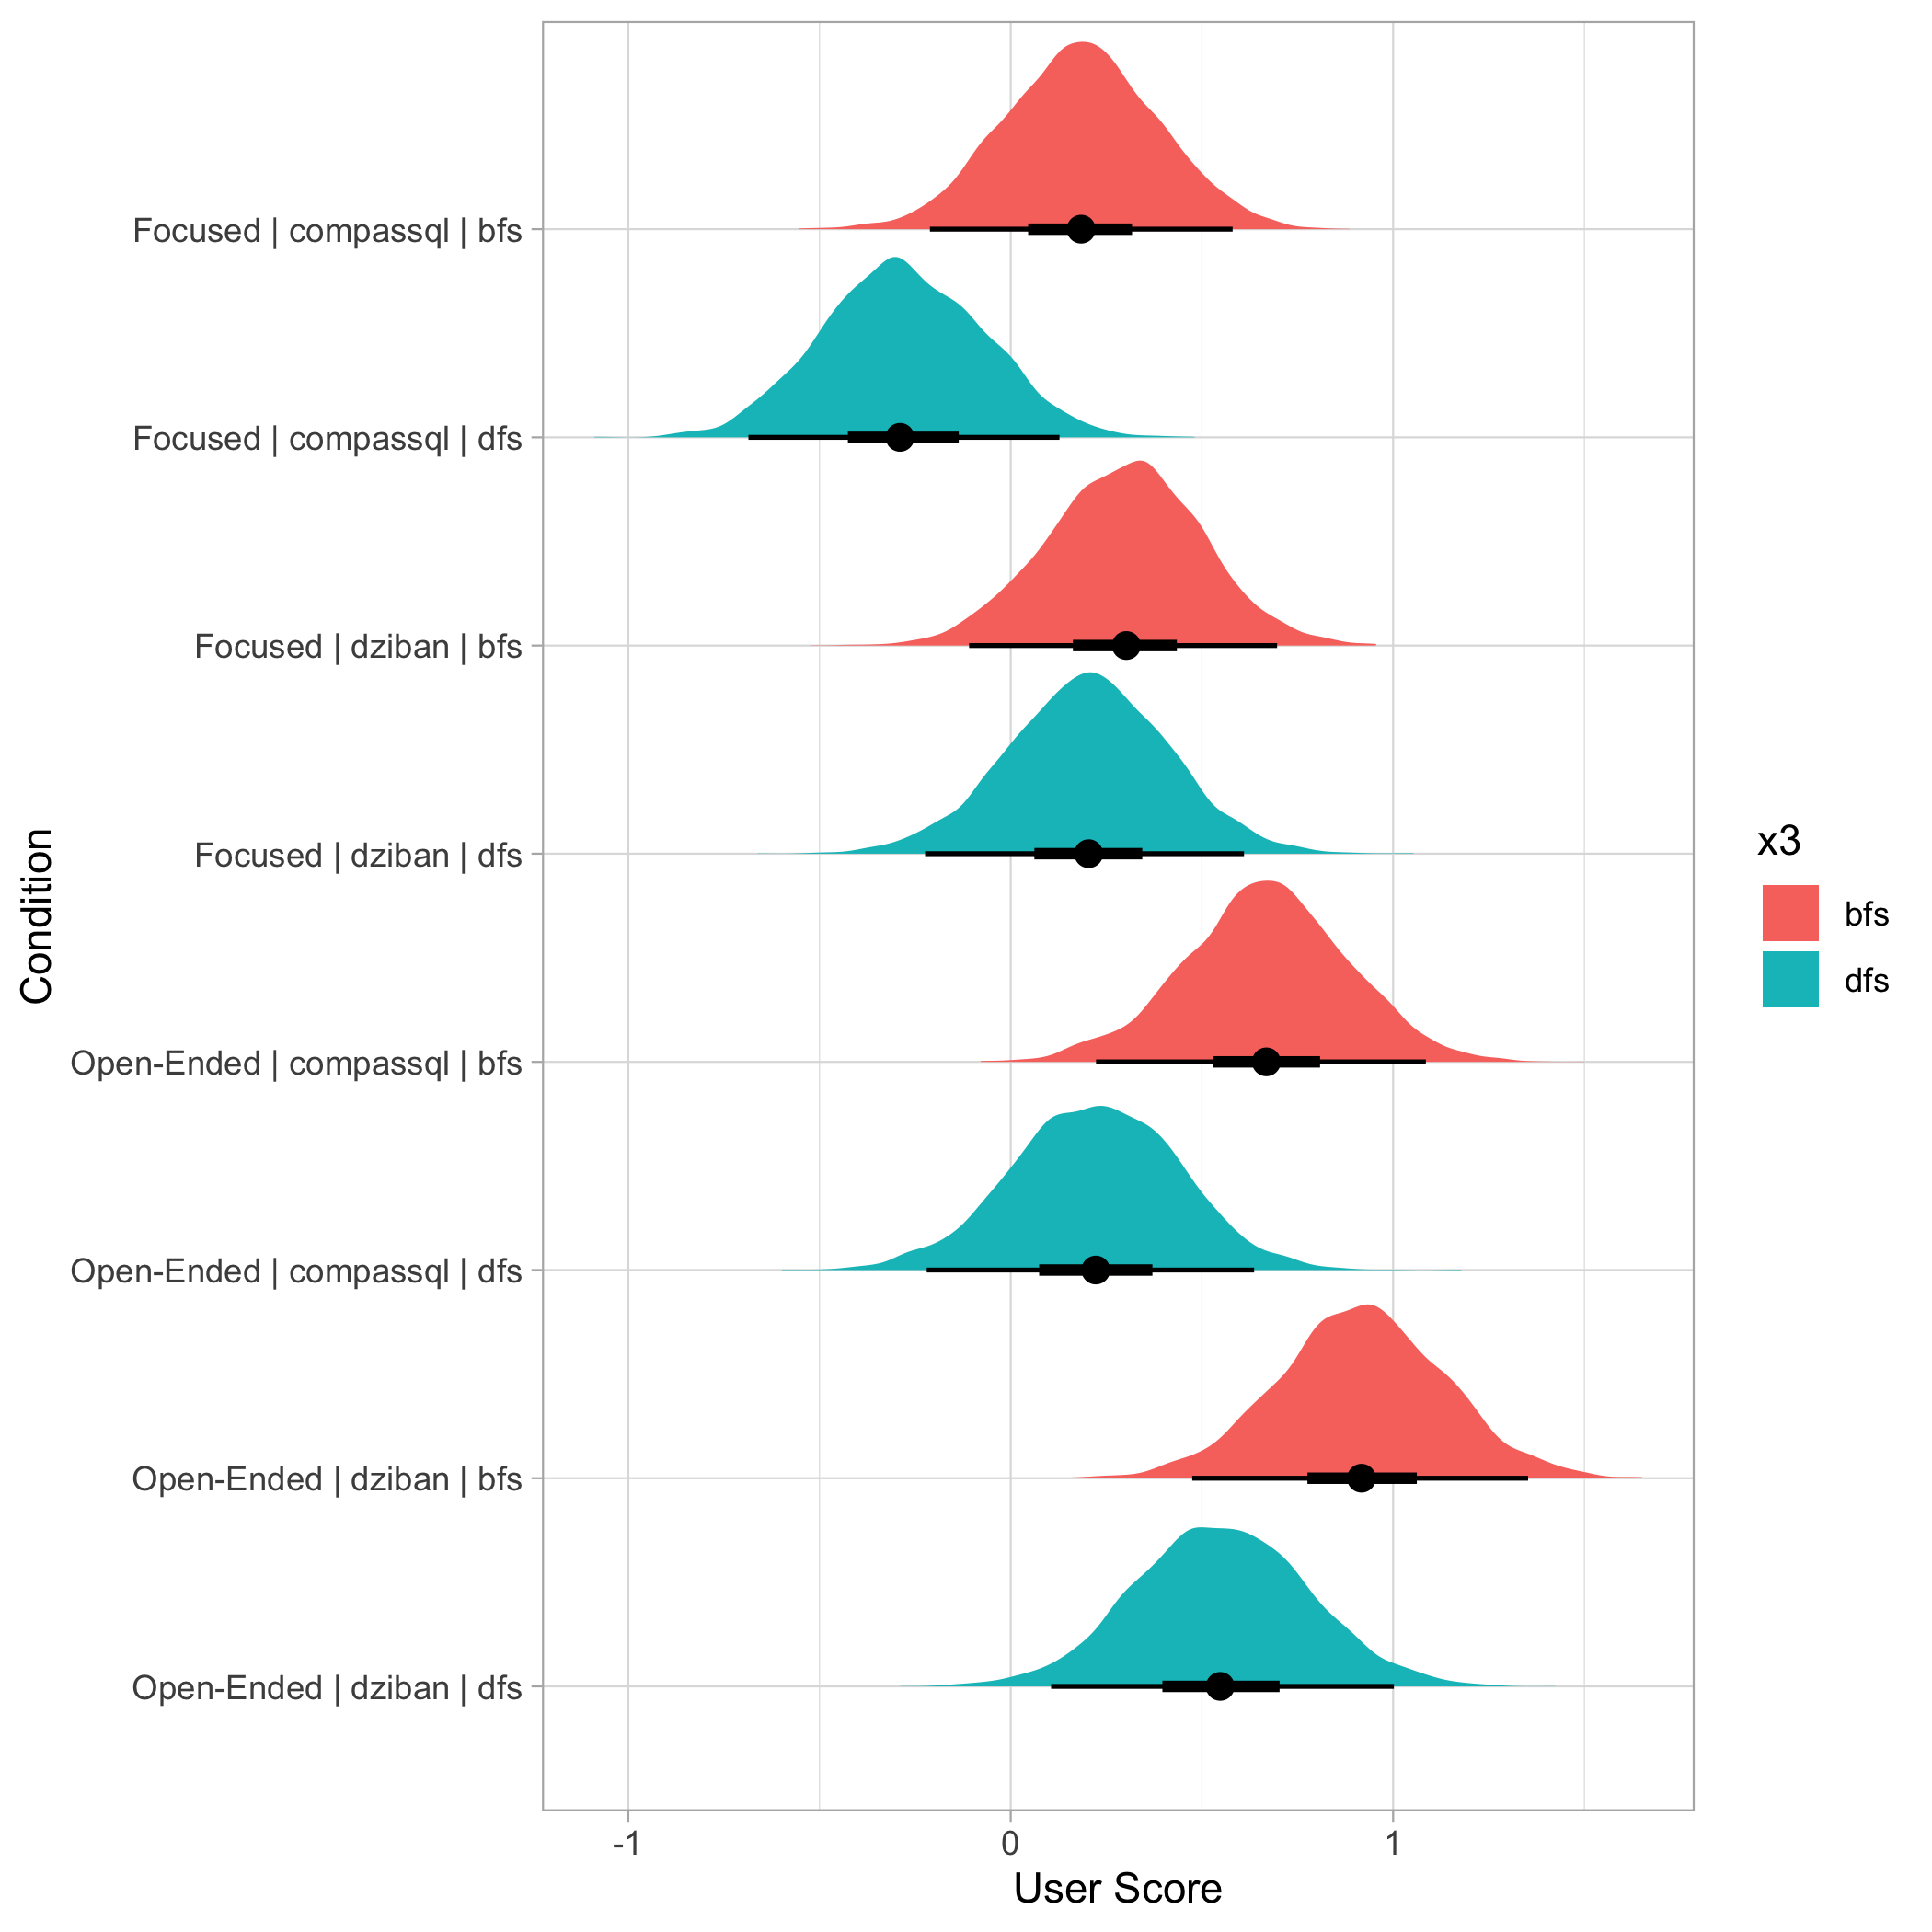 Focused | compassql | bfs
Focused | compassql | dfs
Focused | dziban | bfs
Focused | dziban | dfs
Open-Ended | compassql | bfs
Open-Ended | compassql | dfs
Open-Ended | dziban | bfs
Open-Ended | dziban | dfs
Condition
-1 0 1
User Score
x3
bfs
dfs